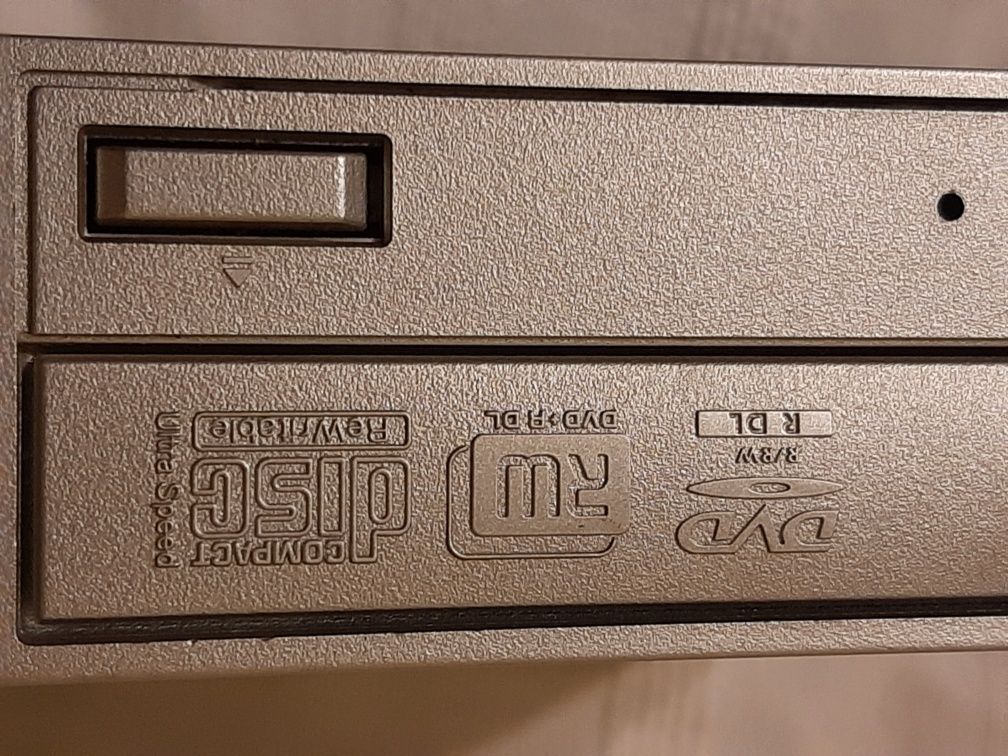 DVD
R/RW
R DL
RW
DVD+R DL
COMPACT
disc
ReWritable
Ultra Speed